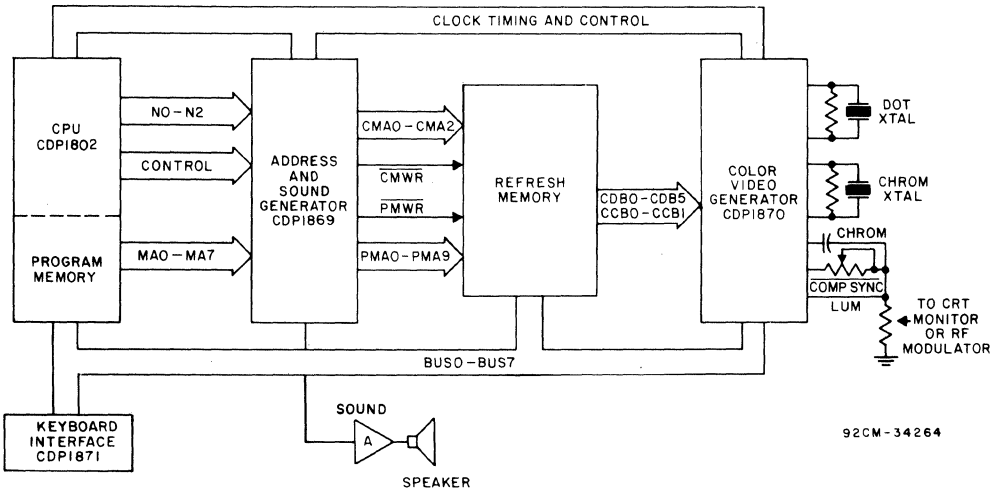 CLOCK TIMING AND CONTROL
CPU
CDP1802
PROGRAM
MEMORY
N0-N2
CONTROL
MA0-MA7
ADDRESS
AND
SOUND
GENERATOR
CDP1869
CMA0-CMA2
CMWR
PMWR
PMA0-PMA9
REFRESH
MEMORY
CDB0-CDB5
CCB0-CCB1
COLOR
VIDEO
GENERATOR
CDP1870
DOT
XTAL
CHROM
XTAL
CHROM
COMP SYNC
LUM
TO CRT
MONITOR
OR RF
MODULATOR
BUS0-BUS7
KEYBOARD
INTERFACE
CDP1871
SOUND
A
SPEAKER
92CM-34264